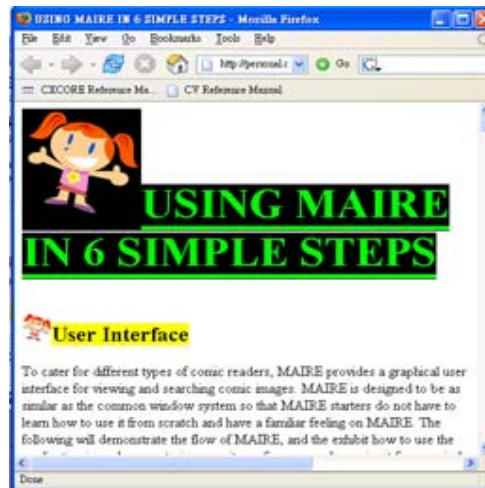 USING MAIRE IN 6 SIMPLE STEPS - Mozilla Firefox
File Edit View Go Bookmarks Tools Help
http://personal.c Go
CXCORE Reference Ma... CV Reference Manual
USING MAIRE
IN 6 SIMPLE STEPS
User Interface
To cater for different types of comic readers, MAIRE provides a graphical user
interface for viewing and searching comic images. MAIRE is designed to be as
similar as the common window system so that MAIRE starters do not have to
learn how to use it from scratch and have a familiar feeling on MAIRE. The
following will demonstrate the flow of MAIRE, and the exhibit how to use the
Done